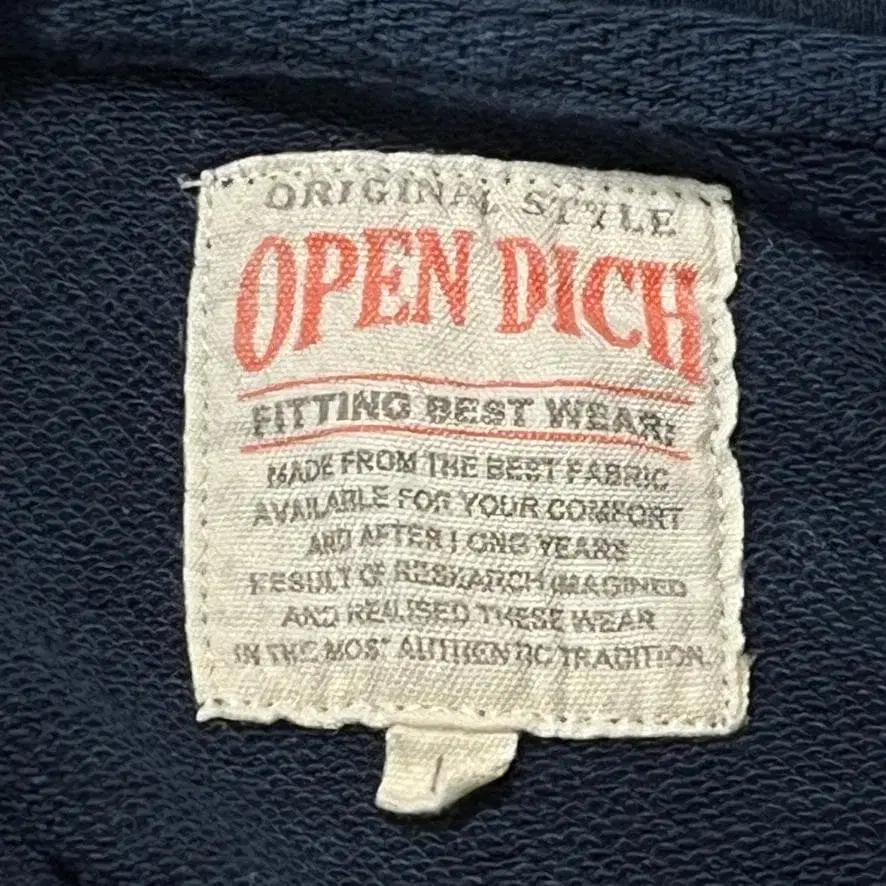 ORIGINAL STYLE
OPEN DICH
FITTING BEST WEAR:
MADE FROM THE BEST FABRIC
AVAILABLE FOR YOUR COMFORT
AND AFTER LONG YEARS
RESULT OF RESEARCH IMAGINED
AND REALISED THESE WEAR
IN THE MOST AUTHENTIC TRADITION
1